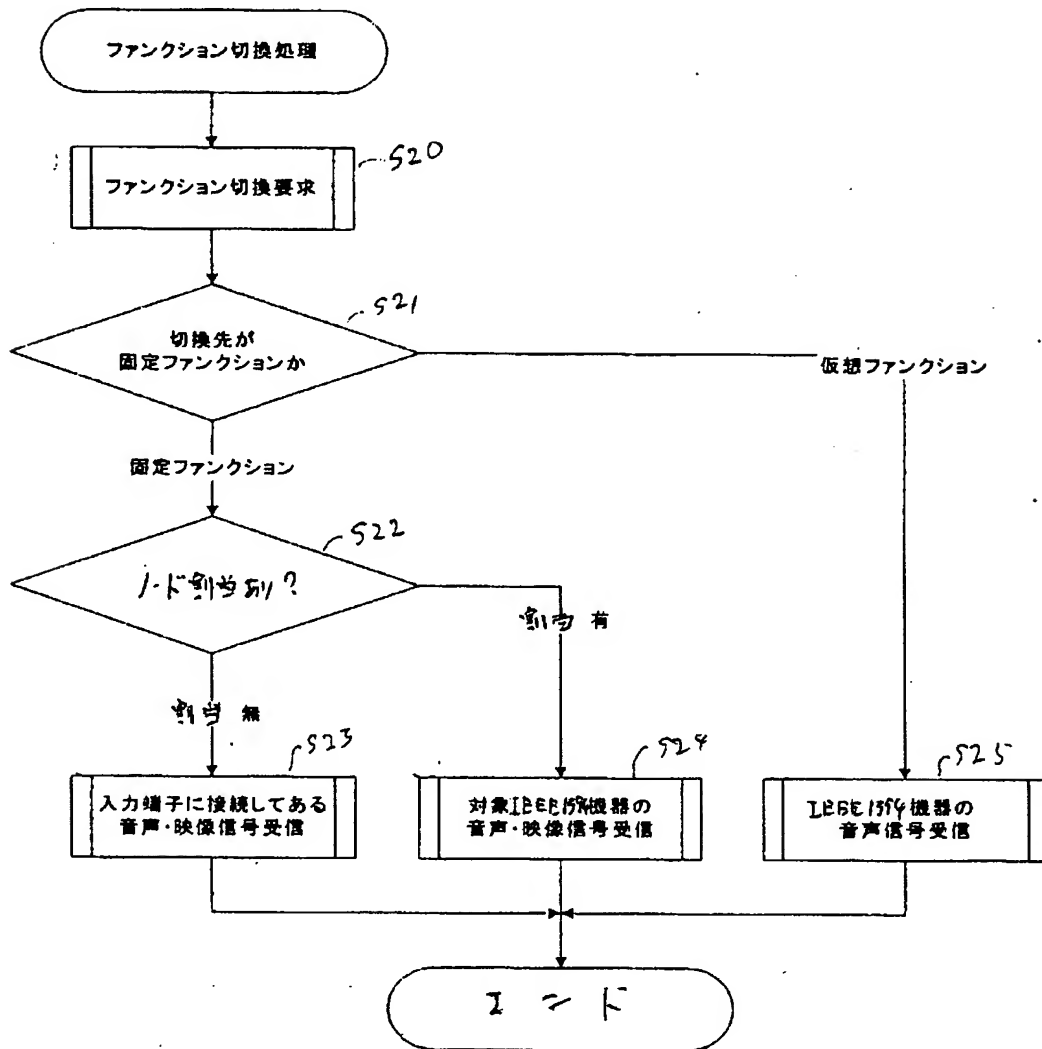 ファンクション切換処理
ファンクション切換要求
S20
切換先が
固定ファンクションか
S21
仮想ファンクション
固定ファンクション
ノード割当あり?
S22
割当 有
割当 無
S23
入力端子に接続してある
音声・映像信号受信
S24
対象IEEE1394機器の
音声・映像信号受信
S25
IEEE1394機器の
音声信号受信
エンド